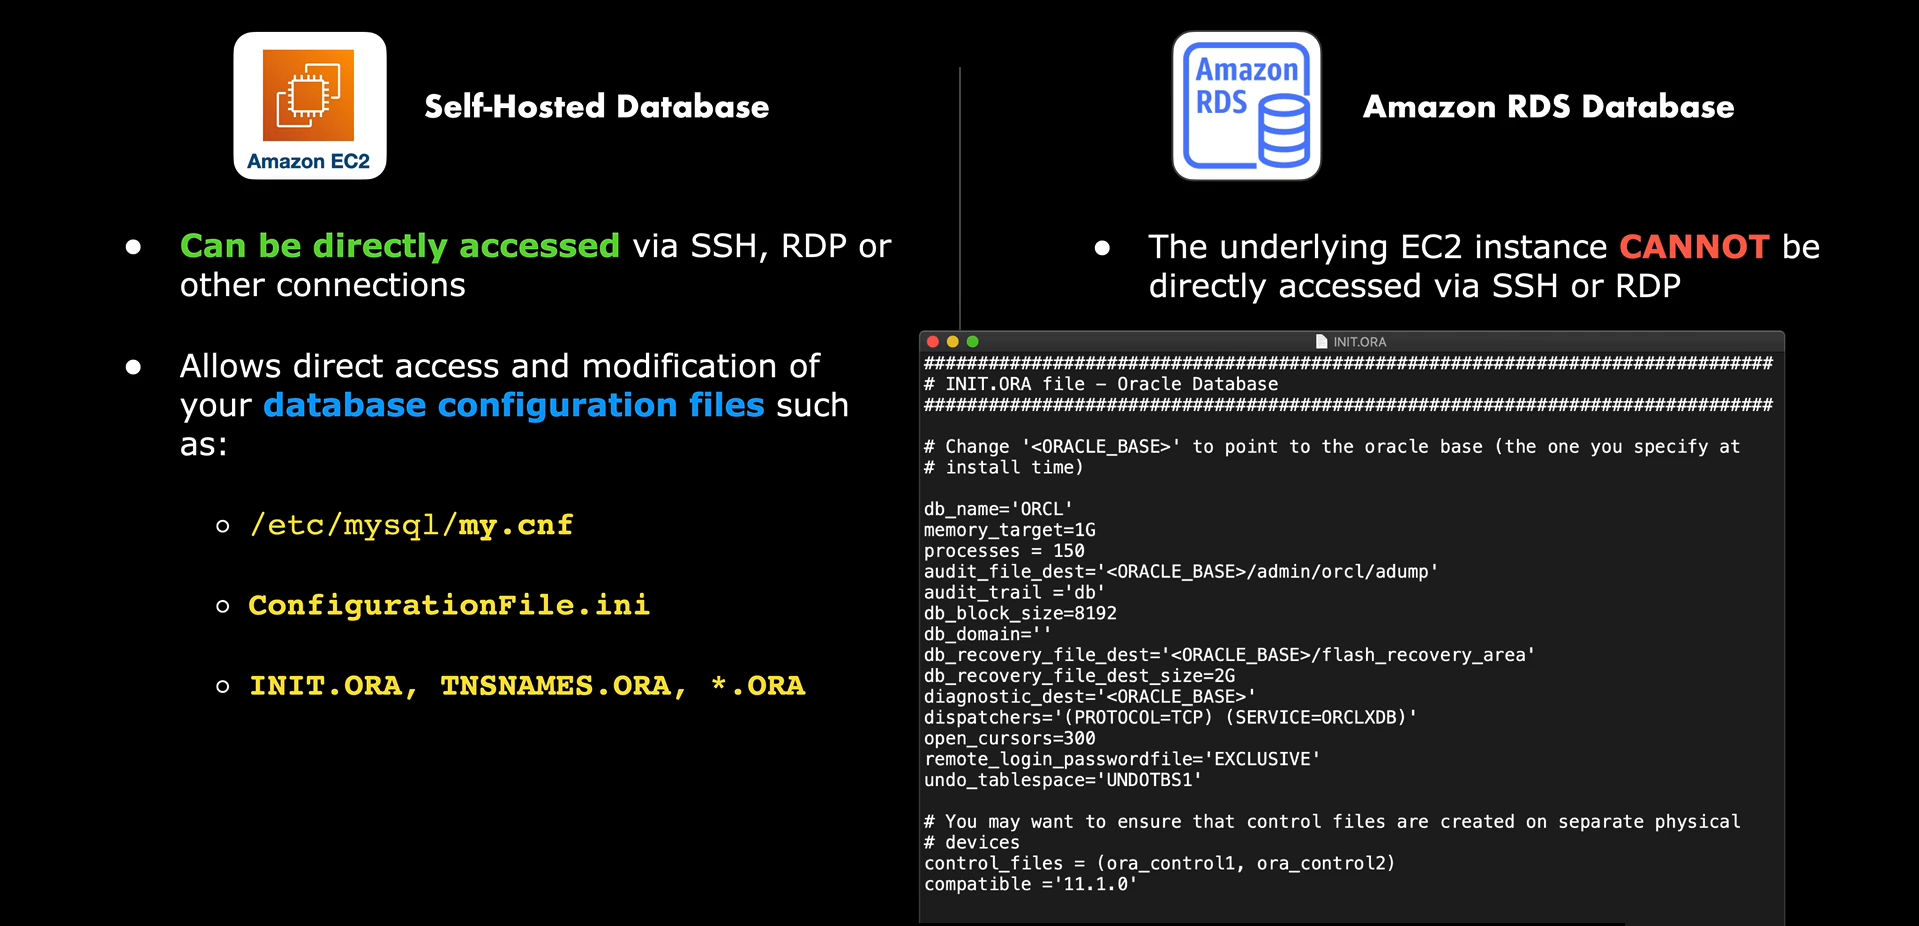 Amazon EC2
Self-Hosted Database
● Can be directly accessed via SSH, RDP or
other connections
● Allows direct access and modification of
your database configuration files such
as:
○ /etc/mysql/my.cnf
○ ConfigurationFile.ini
○ INIT.ORA, TNSNAMES.ORA, *.ORA
Amazon
RDS
Amazon RDS Database
● The underlying EC2 instance CANNOT be
directly accessed via SSH or RDP
INIT.ORA
###############################################################################
# INIT.ORA file – Oracle Database
###############################################################################
# Change '<ORACLE_BASE>' to point to the oracle base (the one you specify at
# install time)
db_name='ORCL'
memory_target=1G
processes = 150
audit_file_dest='<ORACLE_BASE>/admin/orcl/adump'
audit_trail ='db'
db_block_size=8192
db_domain=''
db_recovery_file_dest='<ORACLE_BASE>/flash_recovery_area'
db_recovery_file_dest_size=2G
diagnostic_dest='<ORACLE_BASE>'
dispatchers='(PROTOCOL=TCP) (SERVICE=ORCLXDB)'
open_cursors=300
remote_login_passwordfile='EXCLUSIVE'
undo_tablespace='UNDOTBS1'
# You may want to ensure that control files are created on separate physical
# devices
control_files = (ora_control1, ora_control2)
compatible ='11.1.0'